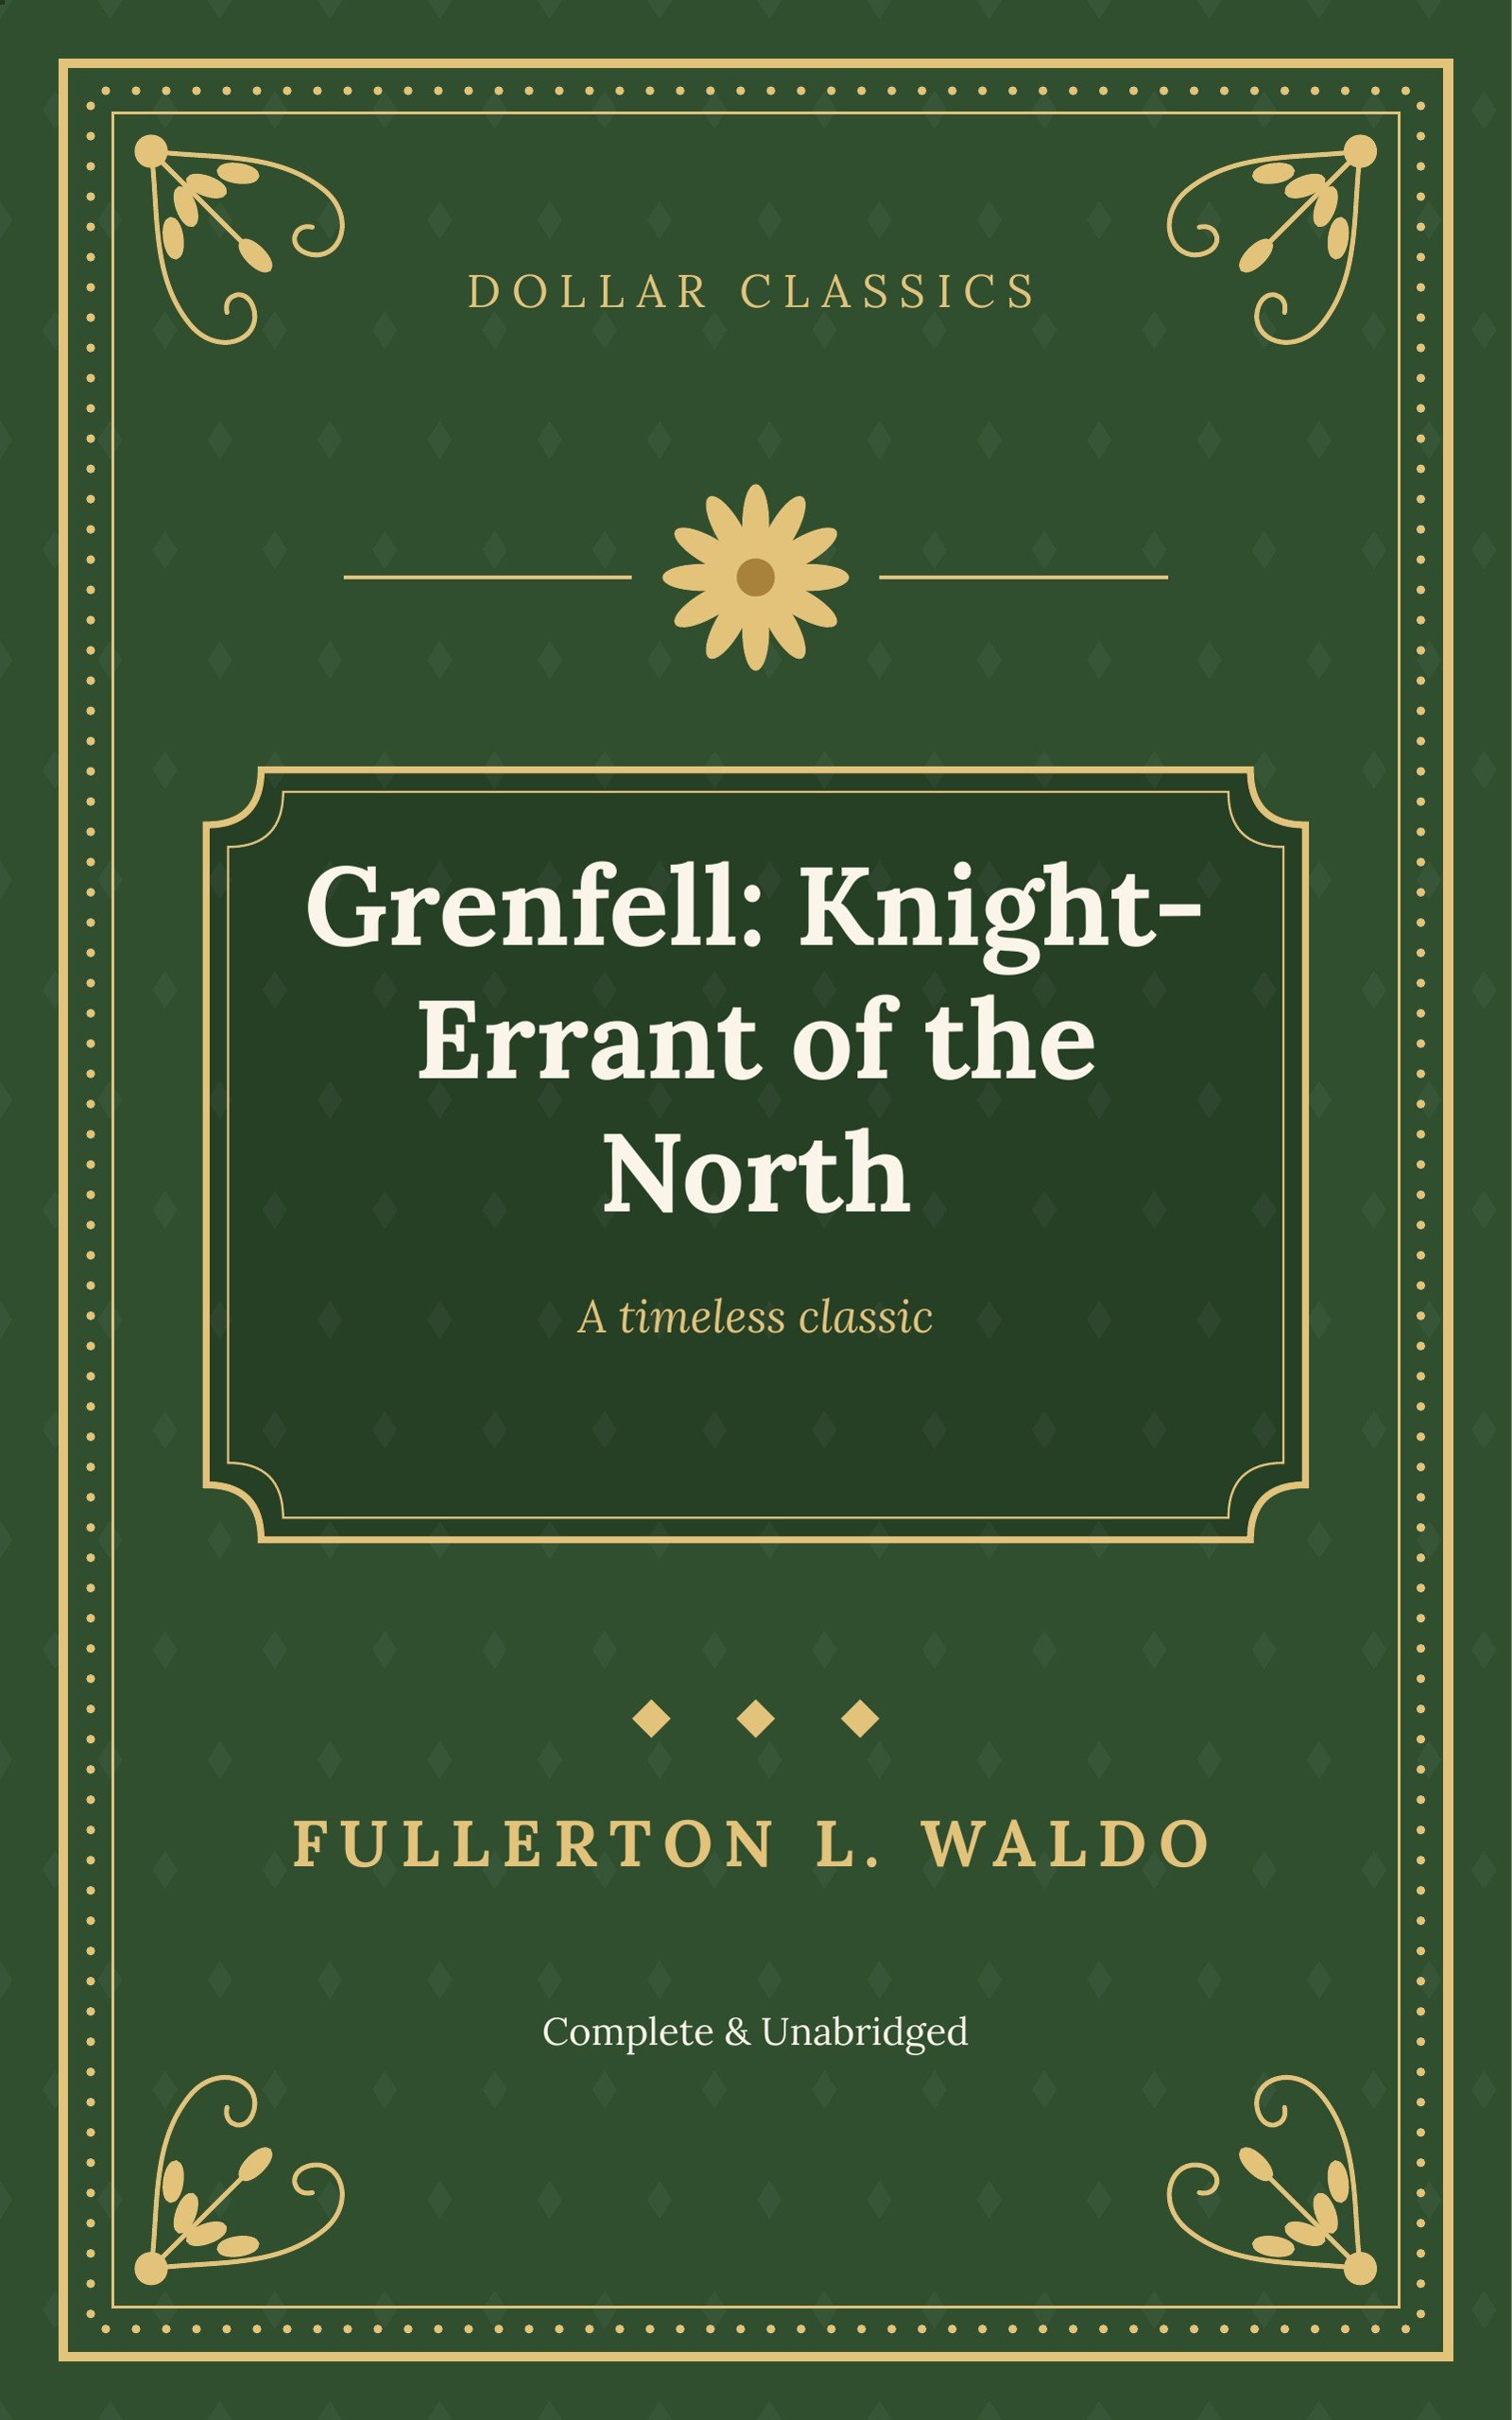 DOLLAR CLASSICS
Grenfell: Knight-
Errant of the
North
A timeless classic
FULLERTON L. WALDO
Complete & Unabridged